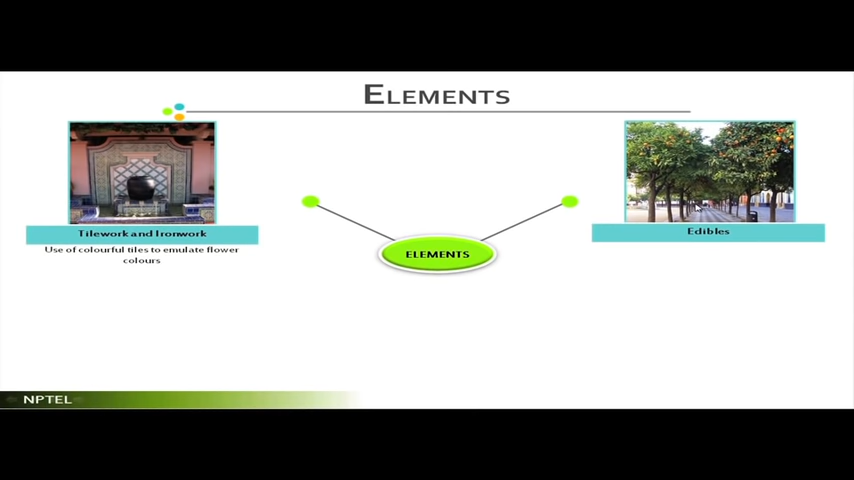 ELEMENTS
Tilework and Ironwork
Use of colourful tiles to emulate flower
colours
Edibles
ELEMENTS
NPTEL